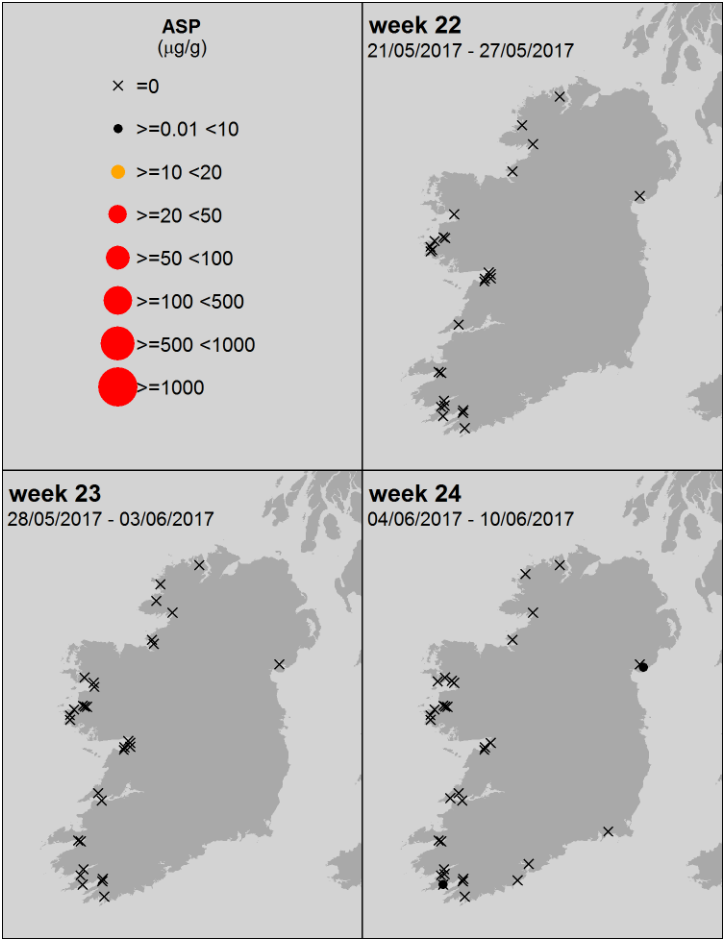 ASP
(μg/g)
=0
>=0.01 <10
>=10 <20
>=20 <50
>=50 <100
>=100 <500
>=500 <1000
>=1000
week 22
21/05/2017 - 27/05/2017
week 23
28/05/2017 - 03/06/2017
week 24
04/06/2017 - 10/06/2017